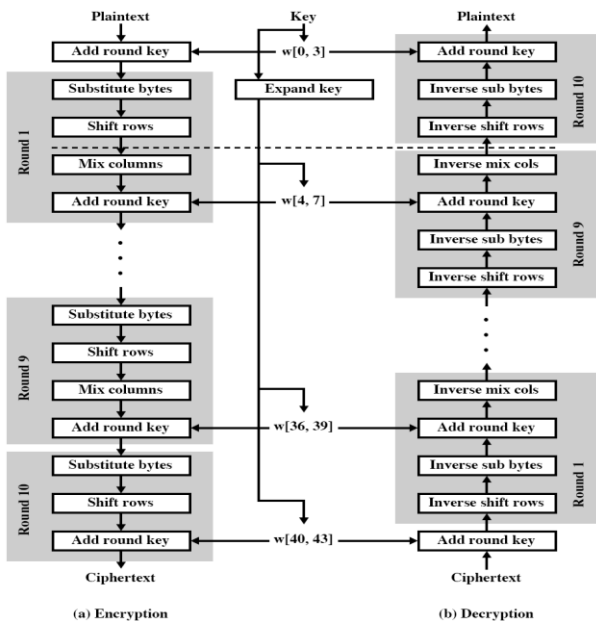 Plaintext
Key
Plaintext
Add round key
w[0, 3]
Add round key
Substitute bytes
Expand key
Inverse sub bytes
Round 10
Shift rows
Inverse shift rows
Round 1
Mix columns
Inverse mix cols
Add round key
w[4, 7]
Add round key
Inverse sub bytes
Round 9
Inverse shift rows
Substitute bytes
Shift rows
Round 9
Mix columns
Inverse mix cols
Add round key
w[36, 39]
Add round key
Substitute bytes
Inverse sub bytes
Round 1
Round 10
Shift rows
Inverse shift rows
Add round key
w[40, 43]
Add round key
Ciphertext
Ciphertext
(a) Encryption
(b) Decryption